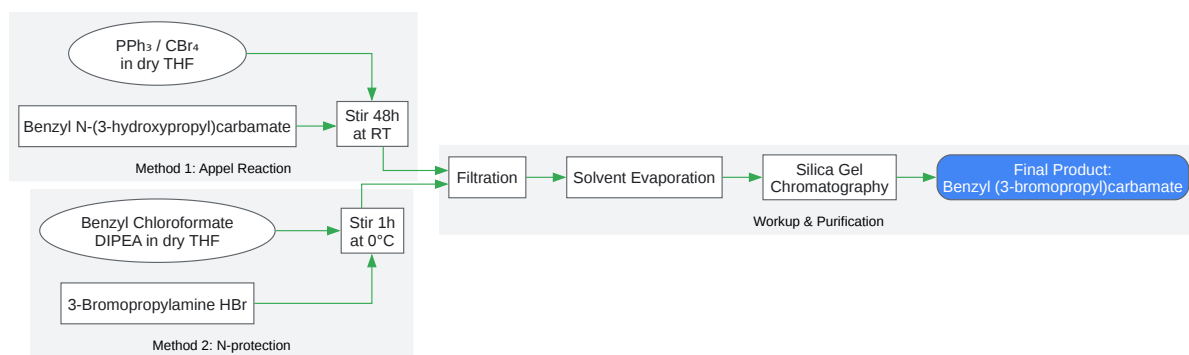 PPh₃ / CBr₄
in dry THF
Benzyl N-(3-hydroxypropyl)carbamate
Stir 48h
at RT
Method 1: Appel Reaction
Benzyl Chloroformate
DIPEA in dry THF
Stir 1h
at 0°C
3-Bromopropylamine HBr
Method 2: N-protection
Filtration
Solvent Evaporation
Silica Gel
Chromatography
Final Product:
Benzyl (3-bromopropyl)carbamate
Workup & Purification